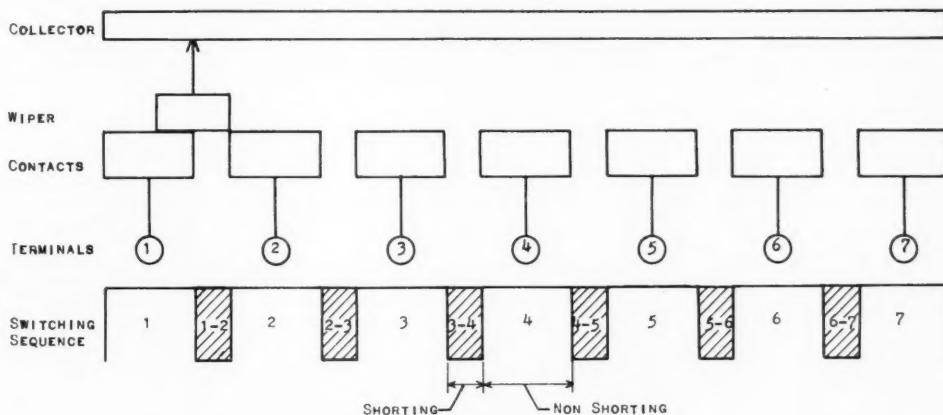 COLLECTOR
WIPER
CONTACTS
TERMINALS 1 2 3 4 5 6 7
SWITCHING SEQUENCE 1 1-2 2 2-3 3 3-4 4 4-5 5 5-6 6 6-7 7
SHORTING NON SHORTING